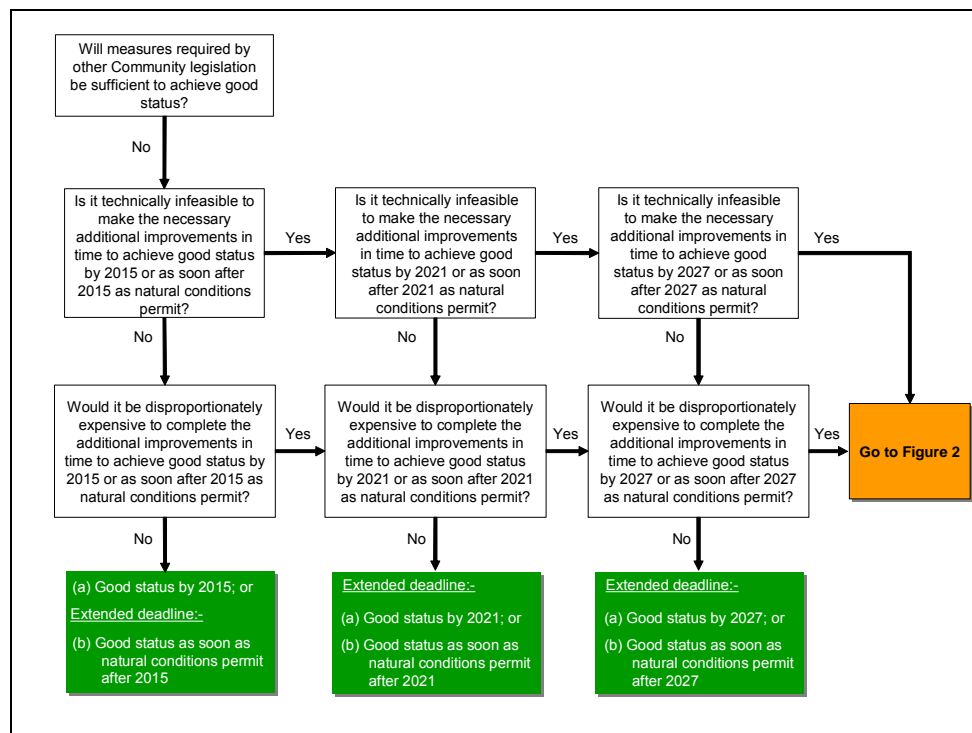 Will measures required by
other Community legislation
be sufficient to achieve good
status?
No
Is it technically infeasible to
make the necessary
additional improvements in
time to achieve good status
by 2015 or as soon after
2015 as natural conditions
permit?
Yes
Is it technically infeasible
to make the necessary
additional improvements
in time to achieve good
status by 2021 or as soon
after 2021 as natural
conditions permit?
Yes
Is it technically infeasible
to make the necessary
additional improvements
in time to achieve good
status by 2027 or as soon
after 2027 as natural
conditions permit?
Yes
No
No
No
Would it be disproportionately
expensive to complete the
additional improvements in
time to achieve good status by
2015 or as soon after 2015 as
natural conditions permit?
Yes
Would it be disproportionately
expensive to complete the
additional improvements in
time to achieve good status
by 2021 or as soon after 2021
as natural conditions permit?
Yes
Would it be disproportionately
expensive to complete the
additional improvements in
time to achieve good status
by 2027 or as soon after 2027
as natural conditions permit?
Yes
Go to Figure 2
No
No
No
(a) Good status by 2015; or
Extended deadline:-
(b) Good status as soon as
natural conditions permit
after 2015
Extended deadline:-
(a) Good status by 2021; or
(b) Good status as soon as
natural conditions permit
after 2021
Extended deadline:-
(a) Good status by 2027; or
(b) Good status as soon as
natural conditions permit
after 2027